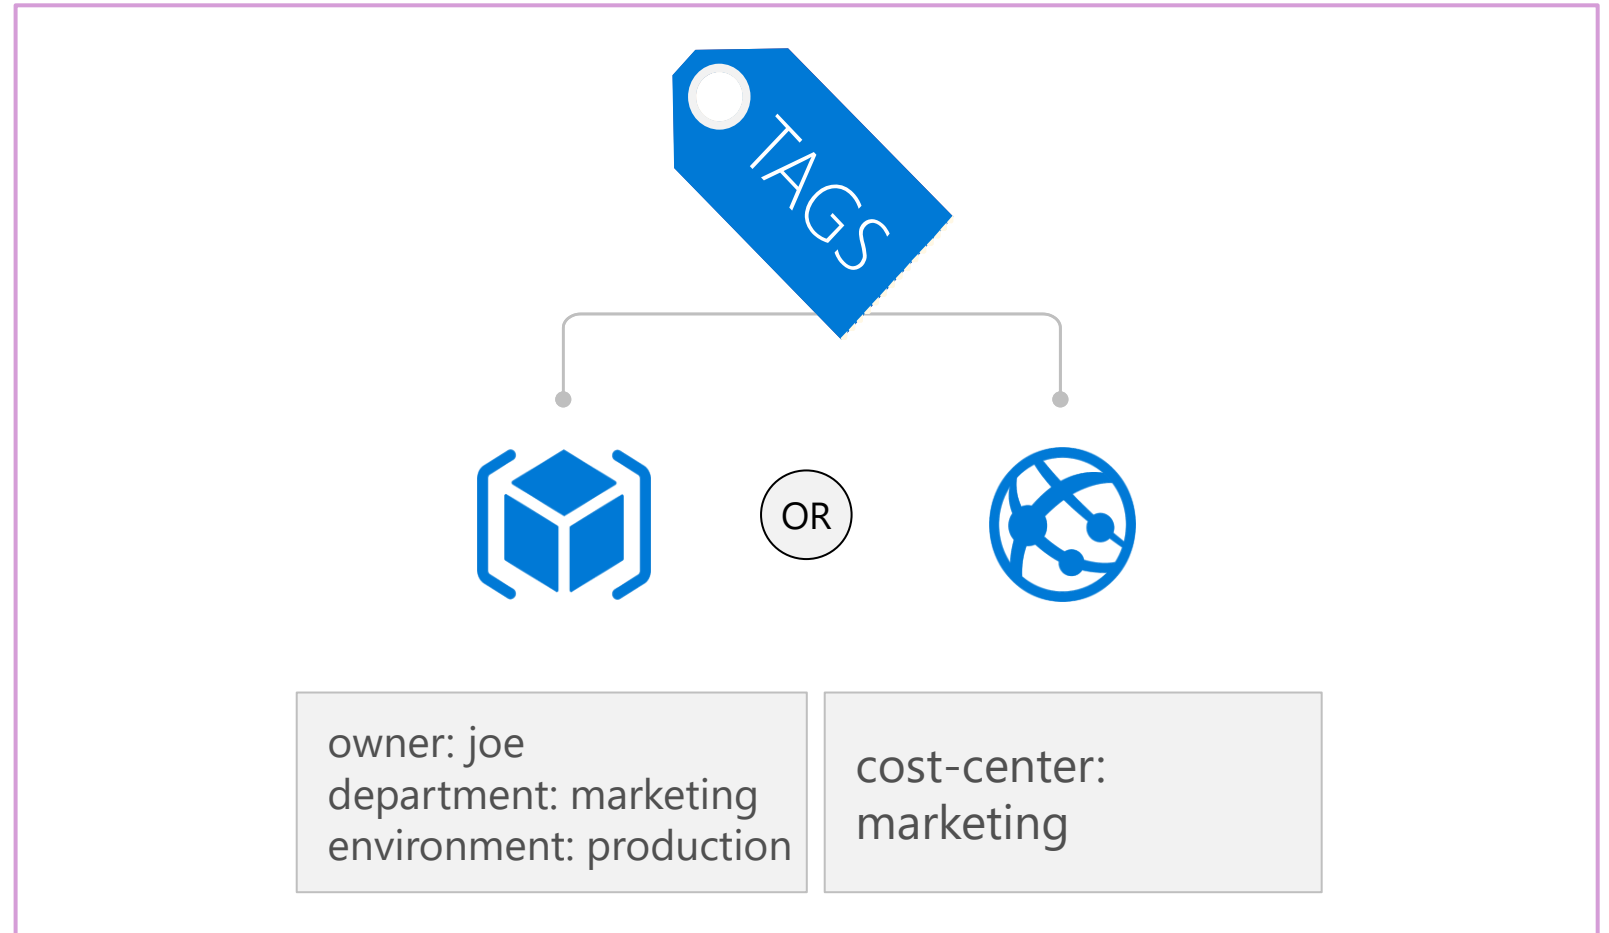 TAGS
OR
owner: joe
department: marketing
environment: production
cost-center:
marketing